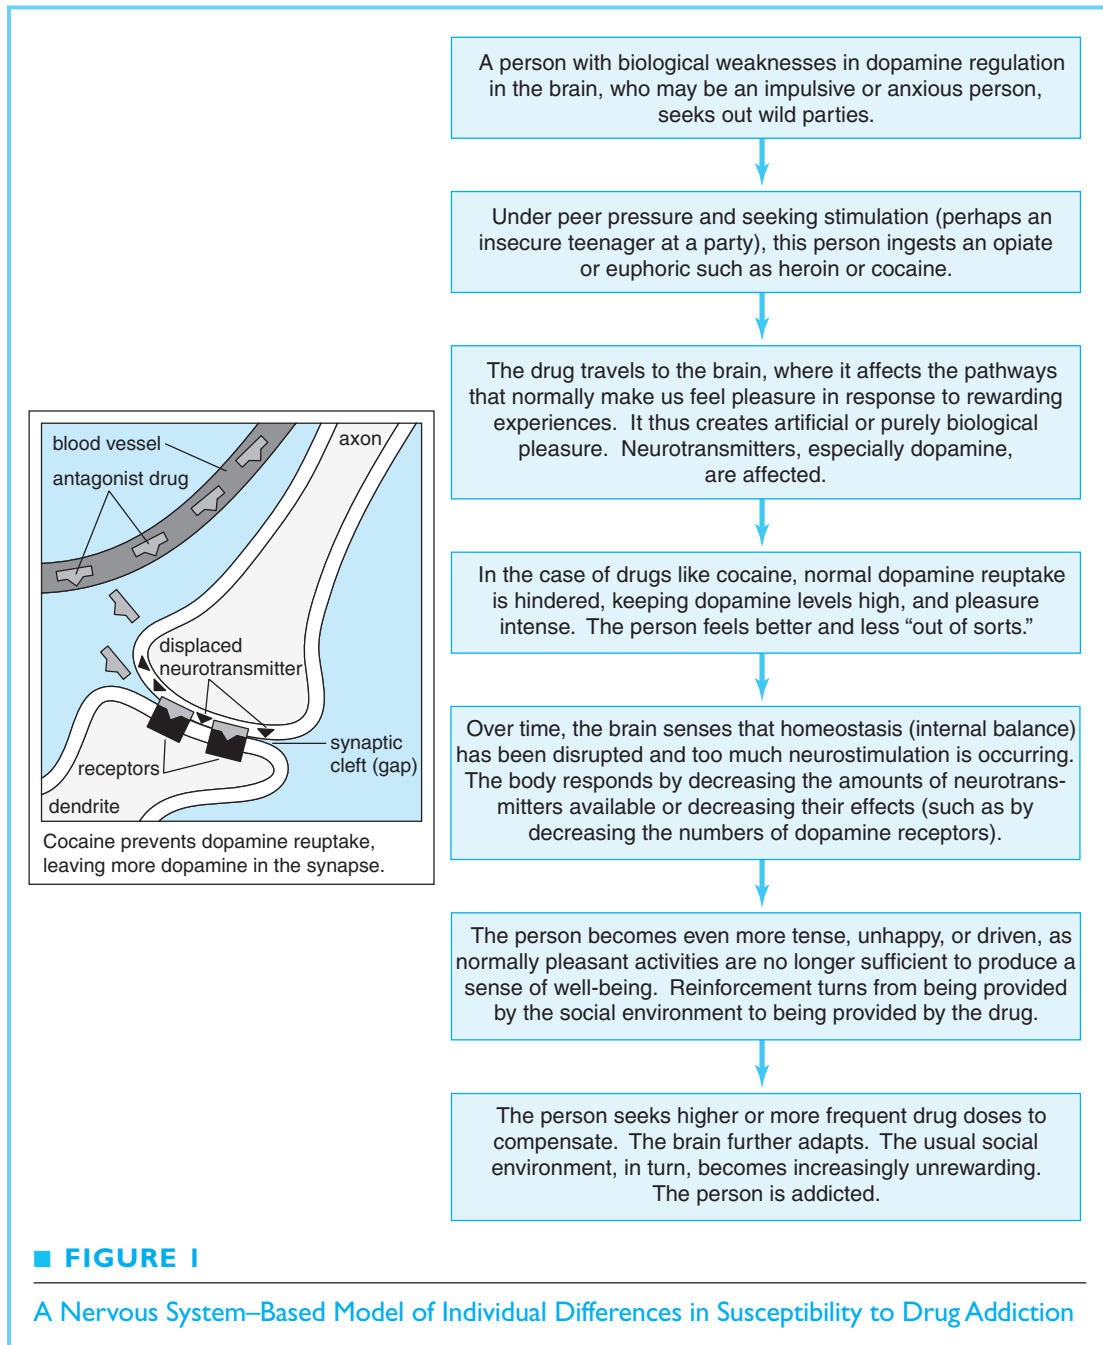 A person with biological weaknesses in dopamine regulation
in the brain, who may be an impulsive or anxious person,
seeks out wild parties.
Under peer pressure and seeking stimulation (perhaps an
insecure teenager at a party), this person ingests an opiate
or euphoric such as heroin or cocaine.
The drug travels to the brain, where it affects the pathways
that normally make us feel pleasure in response to rewarding
experiences. It thus creates artificial or purely biological
pleasure. Neurotransmitters, especially dopamine,
are affected.
blood vessel
antagonist drug
axon
displaced
neurotransmitter
synaptic
cleft (gap)
receptors
dendrite
Cocaine prevents dopamine reuptake,
leaving more dopamine in the synapse.
In the case of drugs like cocaine, normal dopamine reuptake
is hindered, keeping dopamine levels high, and pleasure
intense. The person feels better and less “out of sorts.”
Over time, the brain senses that homeostasis (internal balance)
has been disrupted and too much neurostimulation is occurring.
The body responds by decreasing the amounts of neurotrans-
mitters available or decreasing their effects (such as by
decreasing the numbers of dopamine receptors).
The person becomes even more tense, unhappy, or driven, as
normally pleasant activities are no longer sufficient to produce a
sense of well-being. Reinforcement turns from being provided
by the social environment to being provided by the drug.
The person seeks higher or more frequent drug doses to
compensate. The brain further adapts. The usual social
environment, in turn, becomes increasingly unrewarding.
The person is addicted.
■ FIGURE 1
A Nervous System–Based Model of Individual Differences in Susceptibility to Drug Addiction